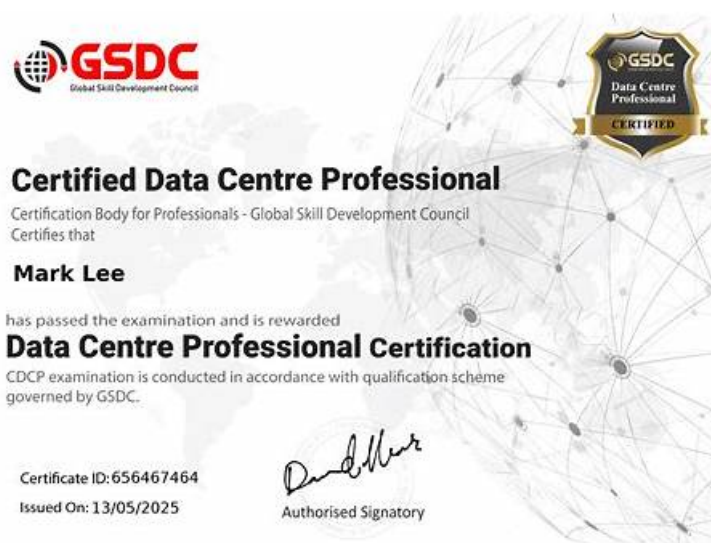 GSDC
Global Skill Development Council
GSDC
Data Centre
Professional
CERTIFIED
Certified Data Centre Professional
Certification Body for Professionals - Global Skill Development Council
Certifies that
Mark Lee
has passed the examination and is rewarded
Data Centre Professional Certification
CDCP examination is conducted in accordance with qualification scheme
governed by GSDC.
Certificate ID: 656467464
Issued On: 13/05/2025
Authorised Signatory